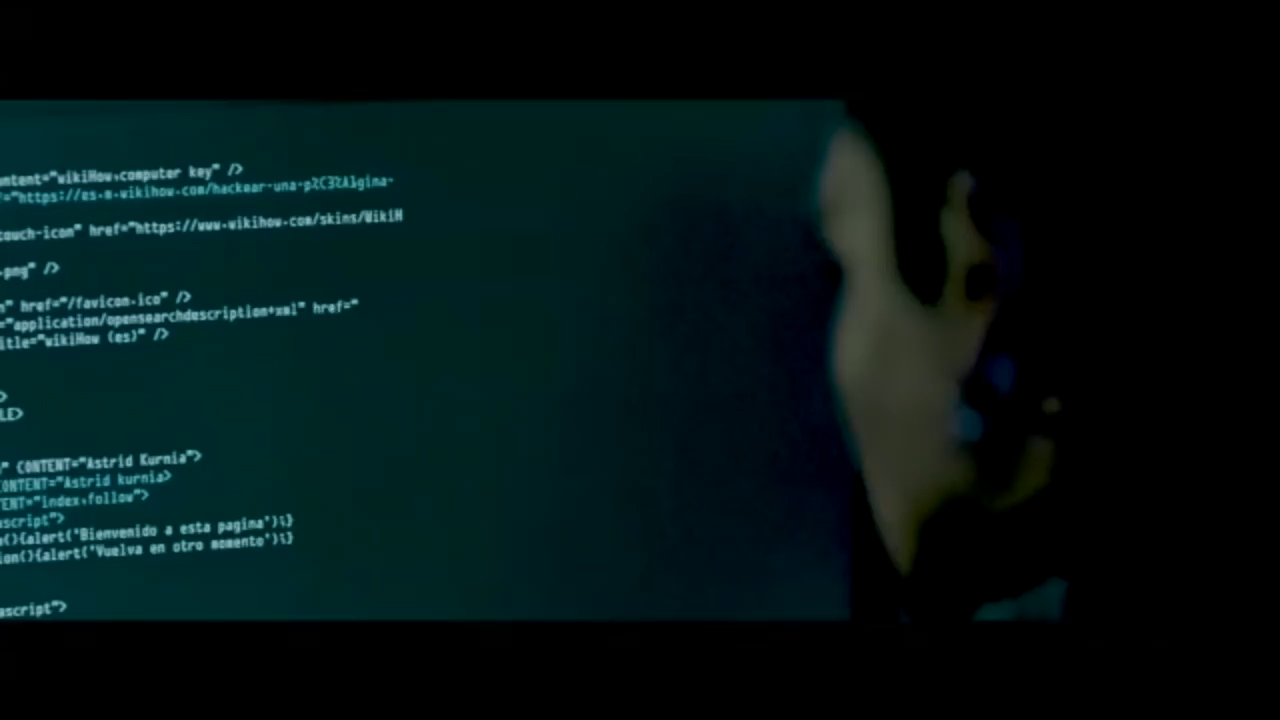 ontent="wikiHow,computer key" />
f="https://es.m.wikihow.com/hackear-una-p%C3%A1gina-
touch-icon" href="https://www.wikihow.com/skins/WikiH
.png" />
n" href="/favicon.ico" />
="application/opensearchdescription+xml" href="
itle="wikiHow (es)" />
>
LE>
" CONTENT="Astrid Kurnia">
CONTENT="Astrid kurnia>
TENT="index,follow">
ascript">
n(){alert('Bienvenido a esta pagina');}
ion(){alert('Vuelva en otro momento');}
ascript">